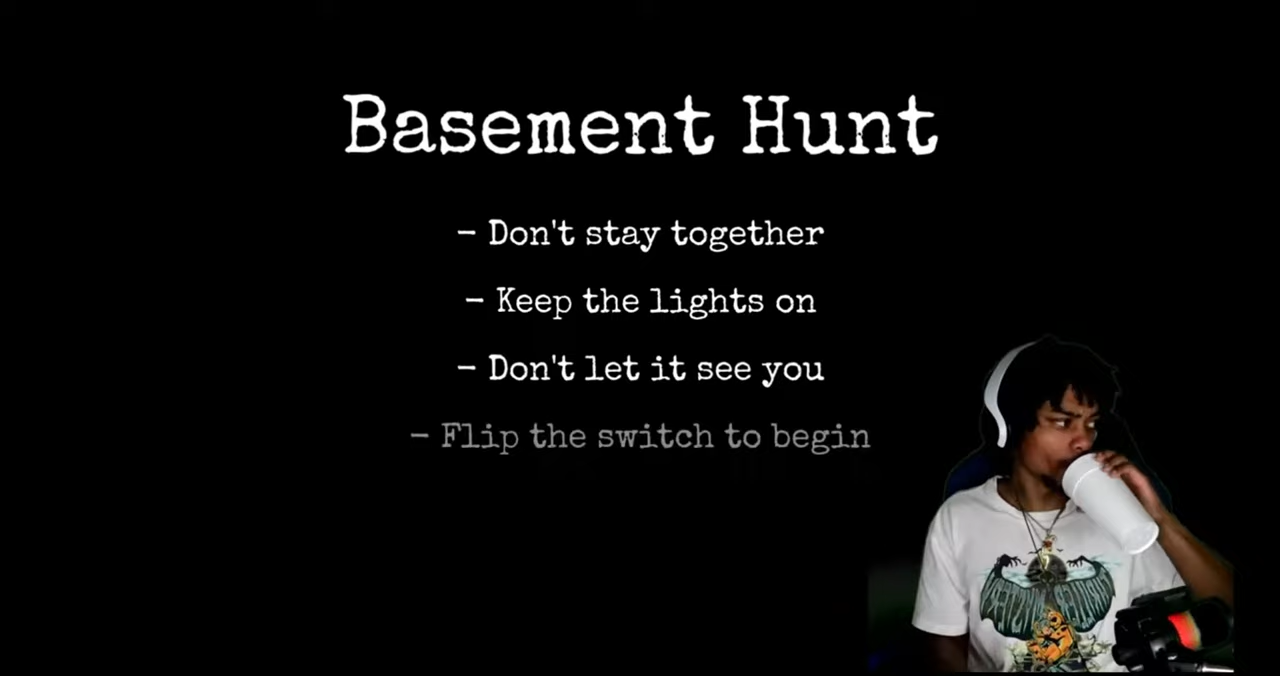 Basement Hunt
- Don't stay together
- Keep the lights on
- Don't let it see you
- Flip the switch to begin